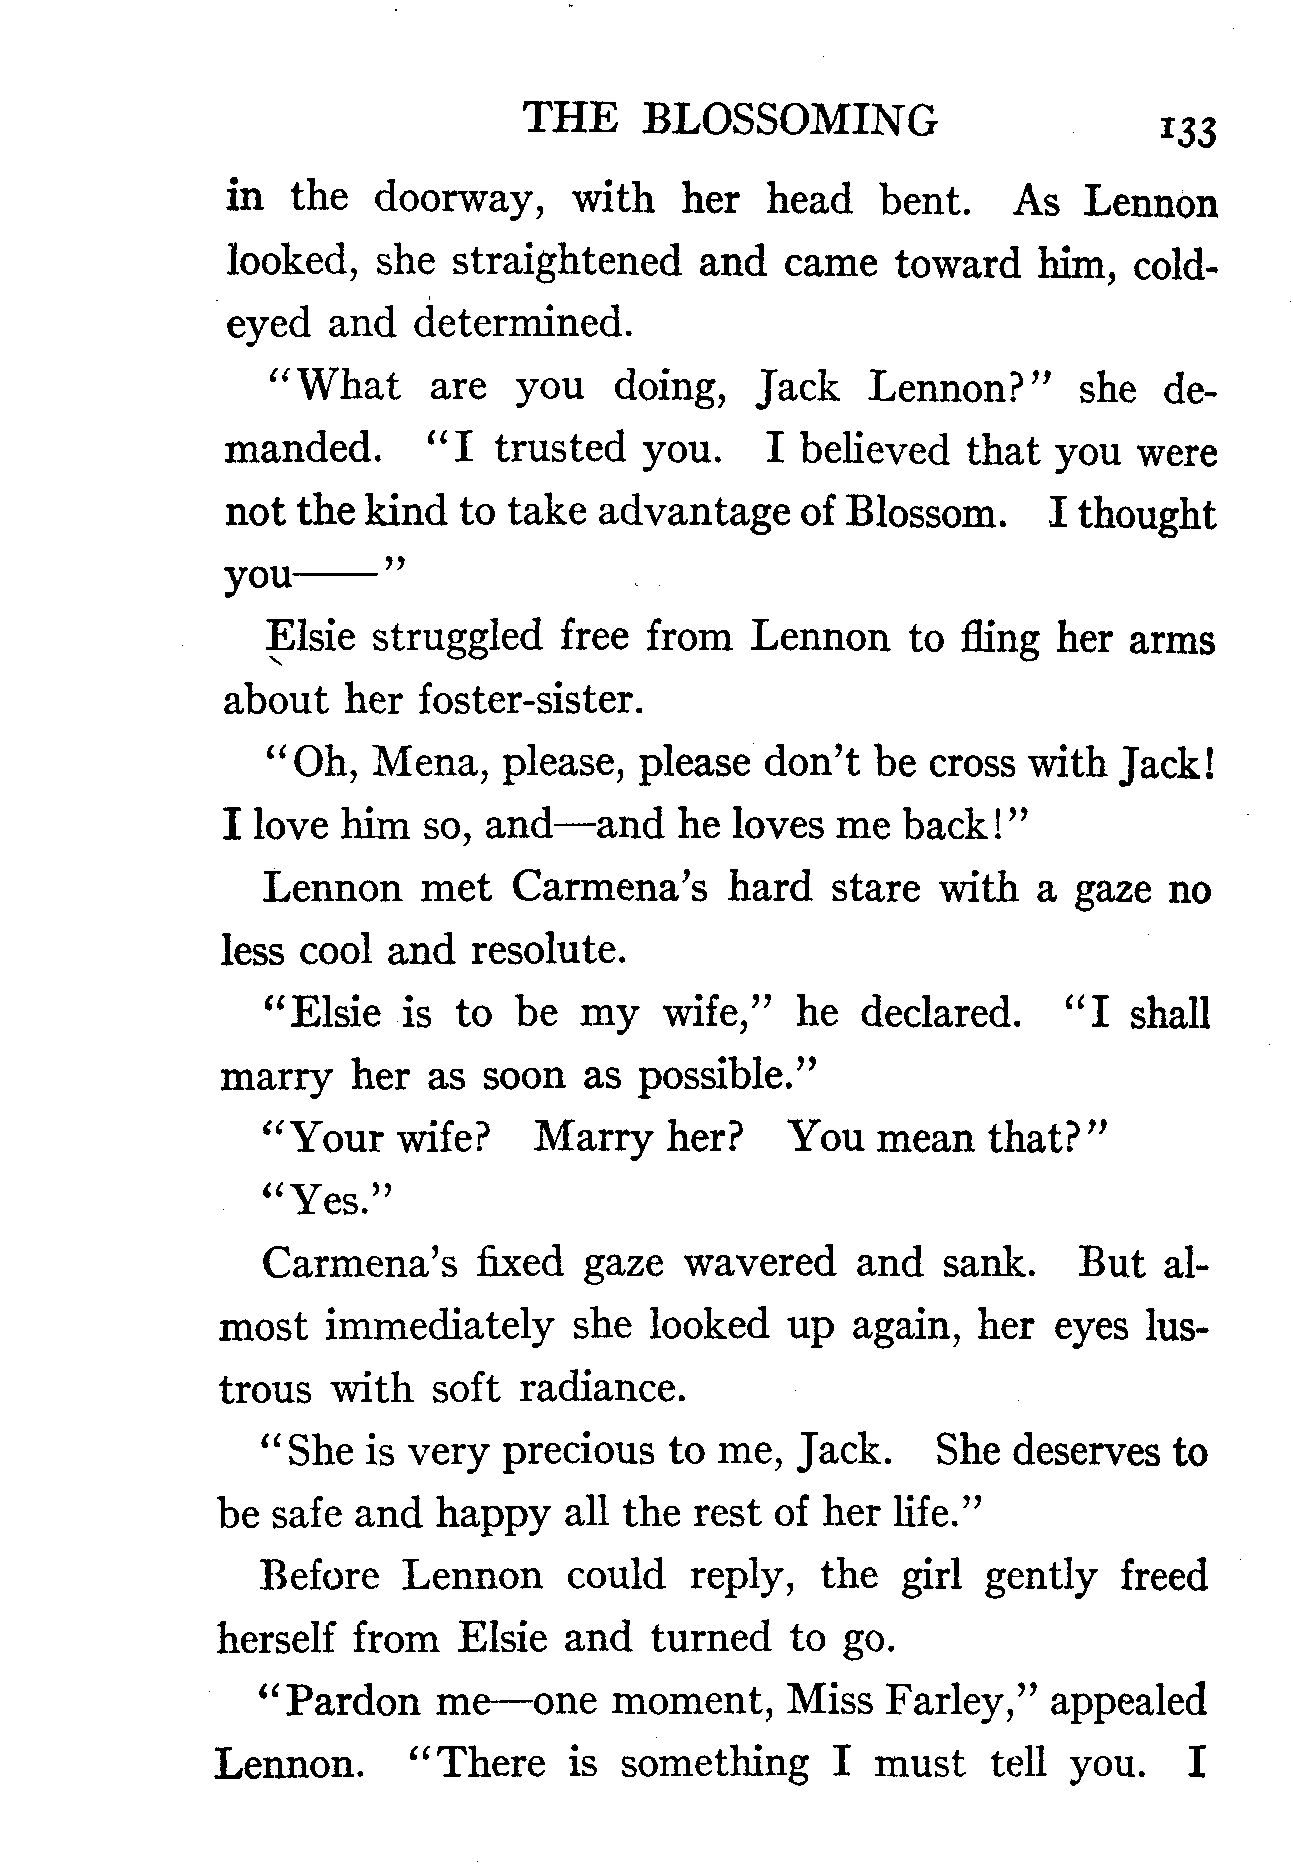 THE BLOSSOMING 133
in the doorway, with her head bent. As Lennon
looked, she straightened and came toward him, cold-
eyed and determined.
"What are you doing, Jack Lennon?" she de-
manded. "I trusted you. I believed that you were
not the kind to take advantage of Blossom. I thought
you——"
Elsie struggled free from Lennon to fling her arms
about her foster-sister.
"Oh, Mena, please, please don't be cross with Jack!
I love him so, and—and he loves me back!"
Lennon met Carmena's hard stare with a gaze no
less cool and resolute.
"Elsie is to be my wife," he declared. "I shall
marry her as soon as possible."
"Your wife? Marry her? You mean that?"
"Yes."
Carmena's fixed gaze wavered and sank. But al-
most immediately she looked up again, her eyes lus-
trous with soft radiance.
"She is very precious to me, Jack. She deserves to
be safe and happy all the rest of her life."
Before Lennon could reply, the girl gently freed
herself from Elsie and turned to go.
"Pardon me—one moment, Miss Farley," appealed
Lennon. "There is something I must tell you. I